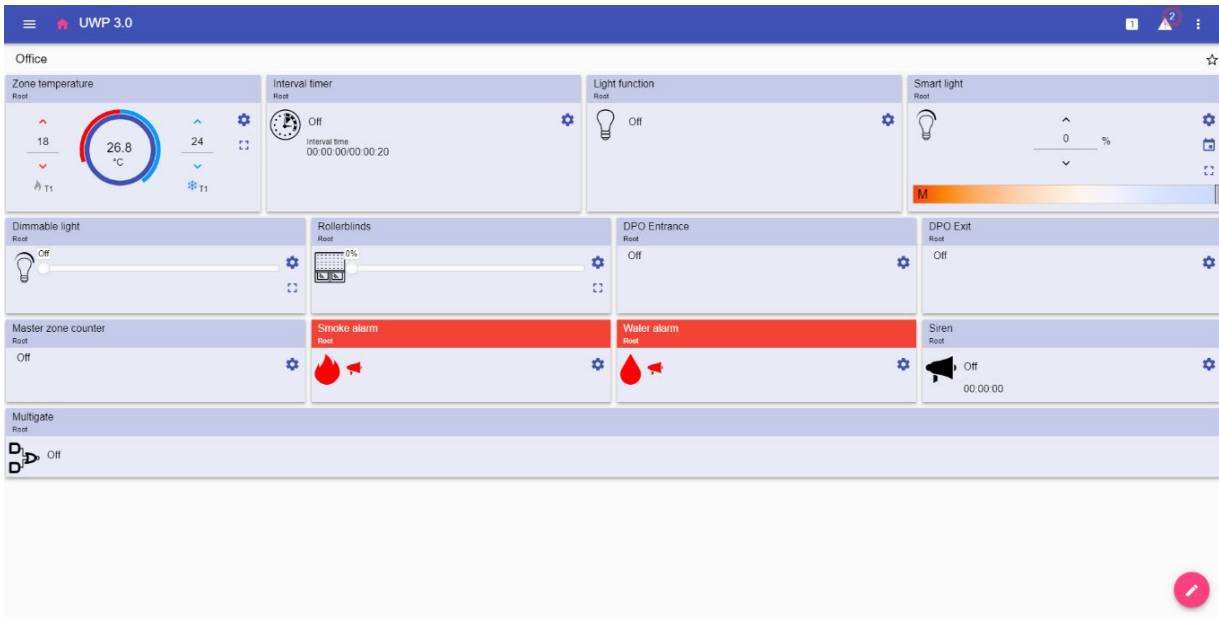 UWP 3.0
1
2
Office
Zone temperature
Root
18
26.8
°C
24
T1
T1
Interval timer
Root
Off
Interval time
00:00:00/00:00:20
Light function
Root
Off
Smart light
Root
0
%
M
Dimmable light
Root
Off
Rollerblinds
Root
0%
DPO Entrance
Root
Off
DPO Exit
Root
Off
Master zone counter
Root
Off
Smoke alarm
Root
Water alarm
Root
Siren
Root
Off
00:00:00
Multigate
Root
Off